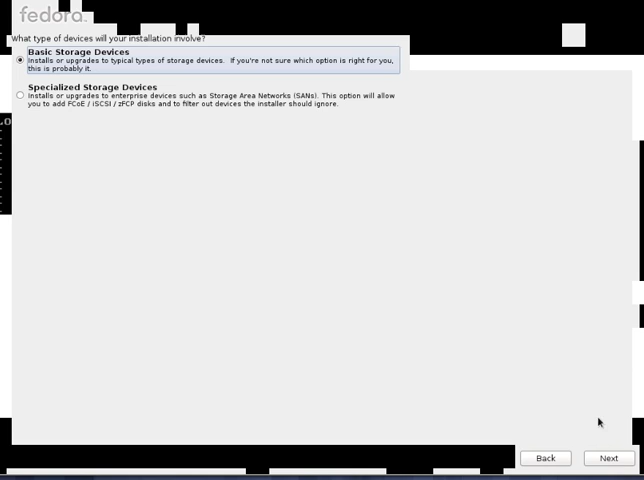 fedora
What type of devices will your installation involve?
Basic Storage Devices
Installs or upgrades to typical types of storage devices.  If you're not sure which option is right for you,
this is probably it.
Specialized Storage Devices
Installs or upgrades to enterprise devices such as Storage Area Networks (SANs). This option will allow
you to add FCoE / iSCSI / zFCP disks and to filter out devices the installer should ignore.
Back
Next